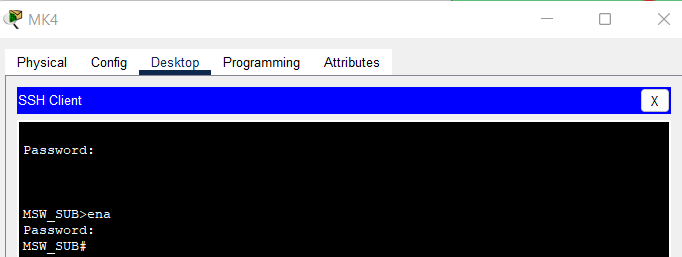 MK4
Physical Config Desktop Programming Attributes
SSH Client X
Password:
MSW_SUB>ena
Password:
MSW_SUB#